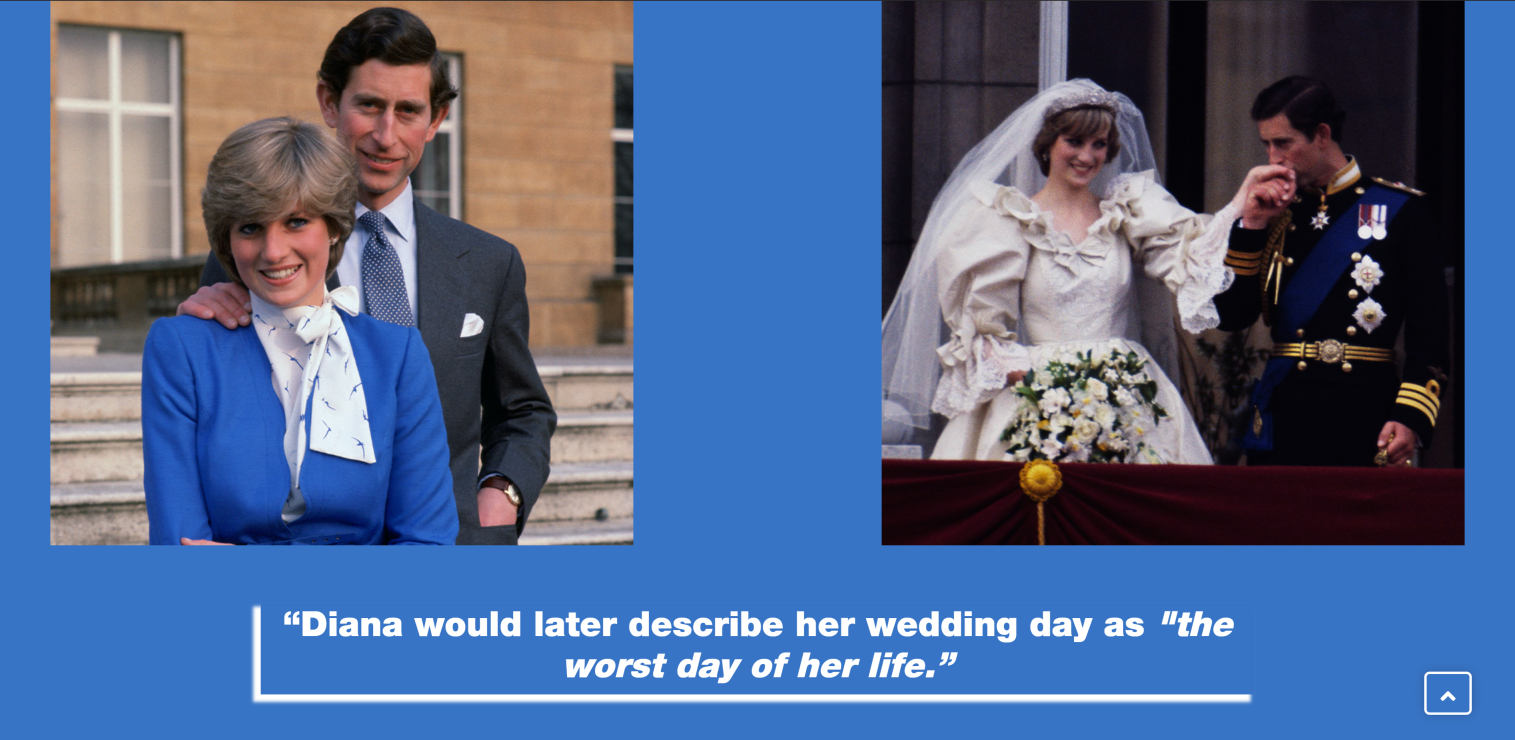 “Diana would later describe her wedding day as "the
worst day of her life.”